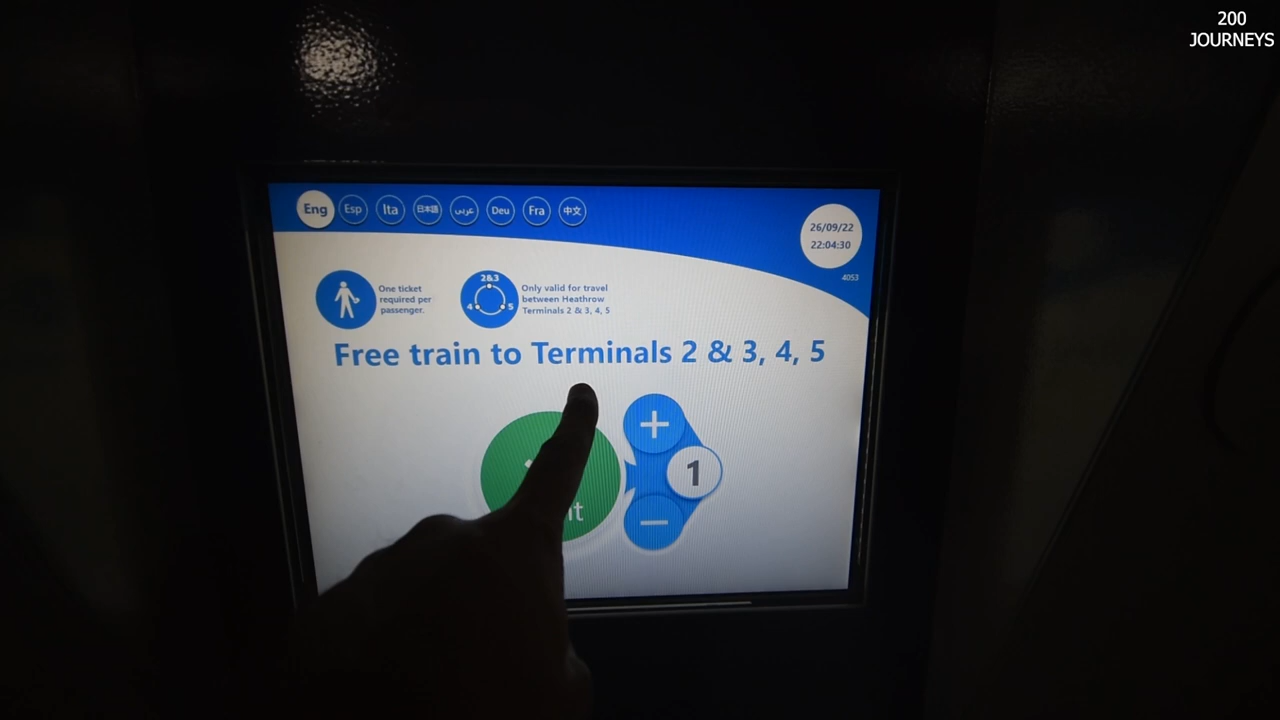 200
JOURNEYS
Eng Esp Ita 日本語 عربي Deu Fra 中文
26/09/22
22:04:30
4053
One ticket
required per
passenger.
2&3
4 5
Only valid for travel
between Heathrow
Terminals 2 & 3, 4, 5
Free train to Terminals 2 & 3, 4, 5
+
1
−